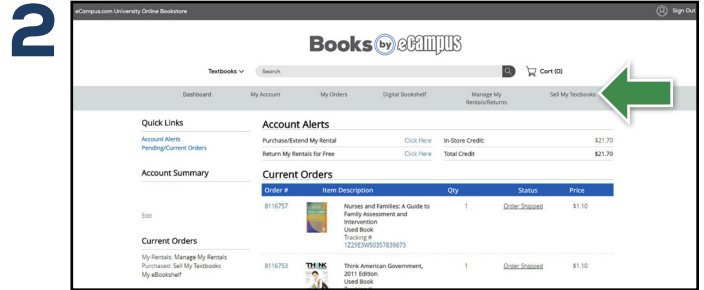 2
eCampus.com University Online Bookstore
Sign Out
Books by eCampus
Textbooks
Search
Cart (0)
Dashboard
My Account
My Orders
Digital Bookshelf
Manage My
Rentals/Returns
Sell My Textbooks
Quick Links
Account Alerts
Pending/Current Orders
Account Summary
Edit
Current Orders
My Rentals: Manage My Rentals
Purchased: Sell My Textbooks
My eBookshelf
Account Alerts
Purchase/Extend My Rental Click Here In-Store Credit: $21.70
Return My Rentals for Free Click Here Total Credit $21.70
Current Orders
Order # Item Description Qty Status Price
8116757 Nurses and Families: A Guide to 1 Order Shipped $1.10
Family Assessment and
Intervention
Used Book
Tracking #
1Z29E3W50357839873
8116753 THINK Think American Government, 1 Order Shipped $1.10
2011 Edition
Used Book